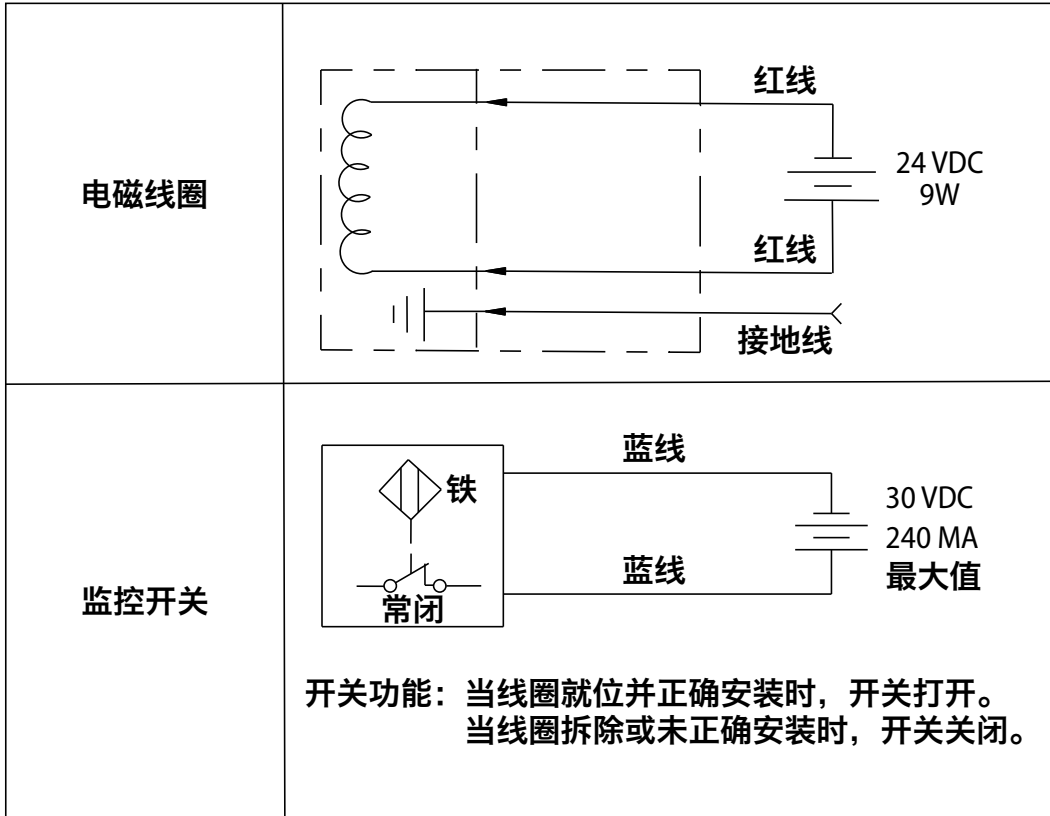 电磁线圈
红线
24 VDC
9W
红线
接地线
监控开关
蓝线
铁
30 VDC
240 MA
最大值
蓝线
常闭
开关功能：当线圈就位并正确安装时，开关打开。
当线圈拆除或未正确安装时，开关关闭。